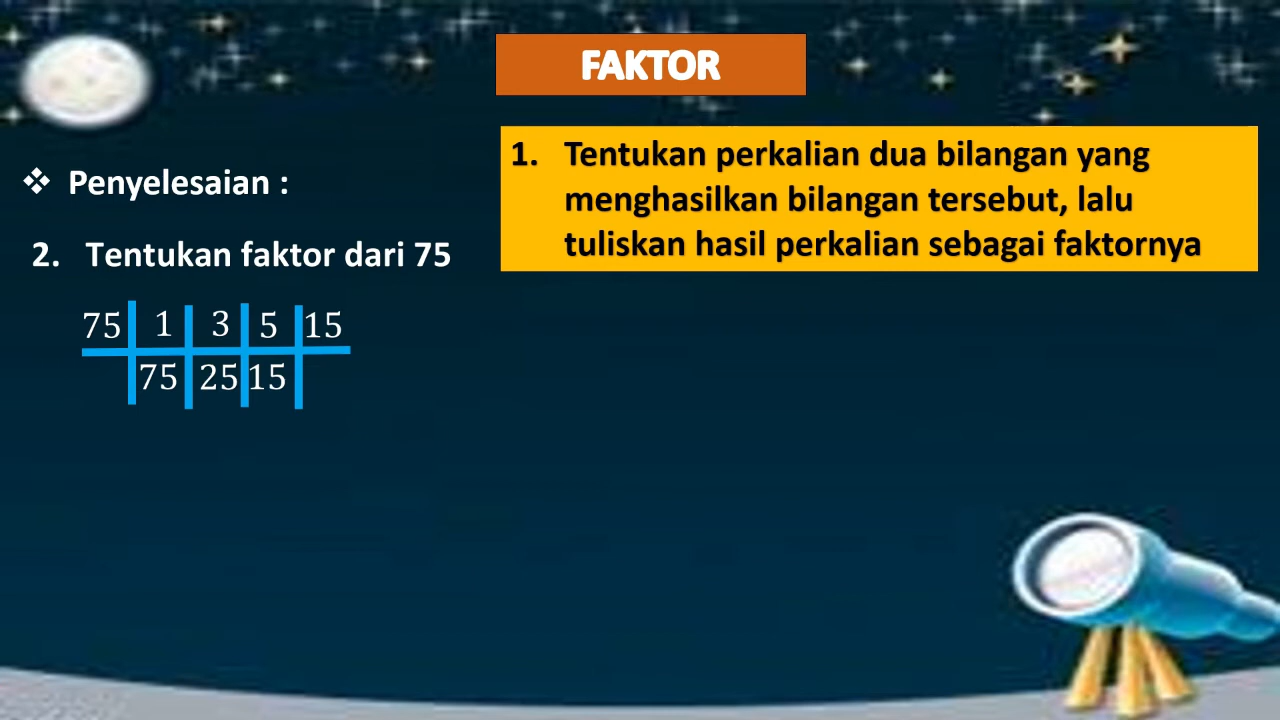 FAKTOR
1. Tentukan perkalian dua bilangan yang
menghasilkan bilangan tersebut, lalu
tuliskan hasil perkalian sebagai faktornya
❖ Penyelesaian :
2. Tentukan faktor dari 75
75 1 3 5 15
75 25 15